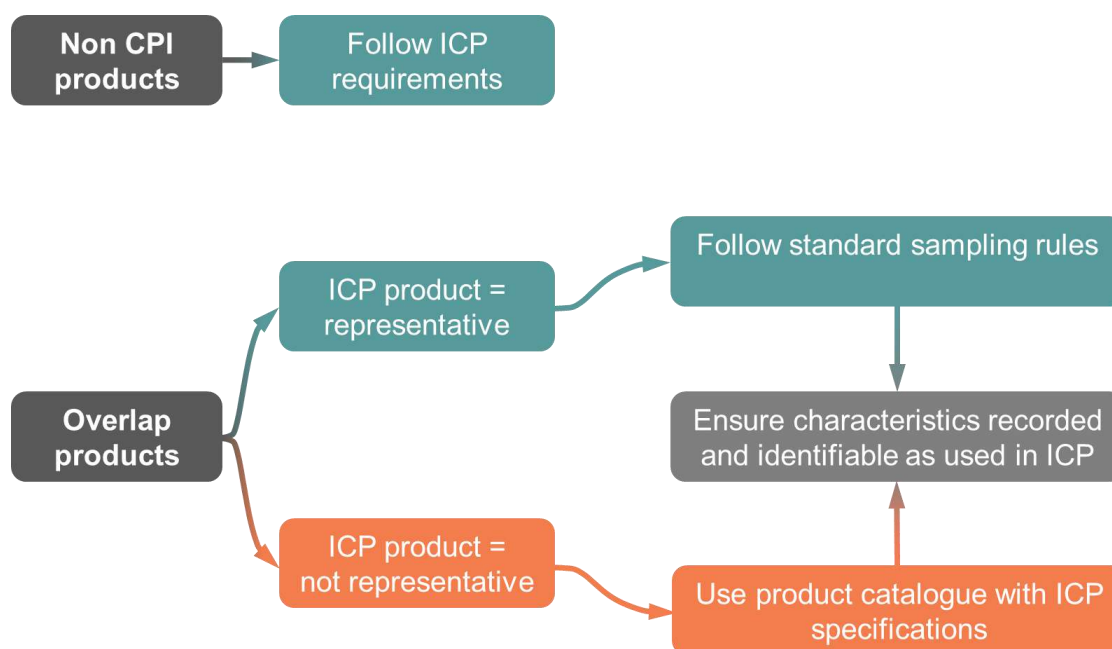 Non CPI
products
Follow ICP
requirements
Follow standard sampling rules
ICP product =
representative
Overlap
products
Ensure characteristics recorded
and identifiable as used in ICP
ICP product =
not representative
Use product catalogue with ICP
specifications